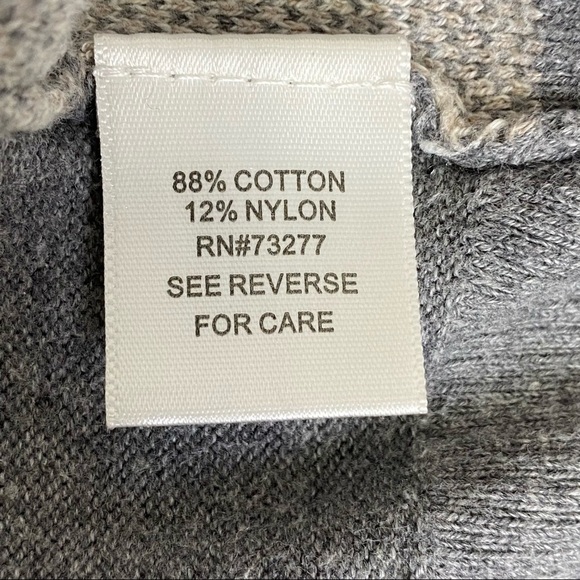 88% COTTON
12% NYLON
RN#73277
SEE REVERSE
FOR CARE